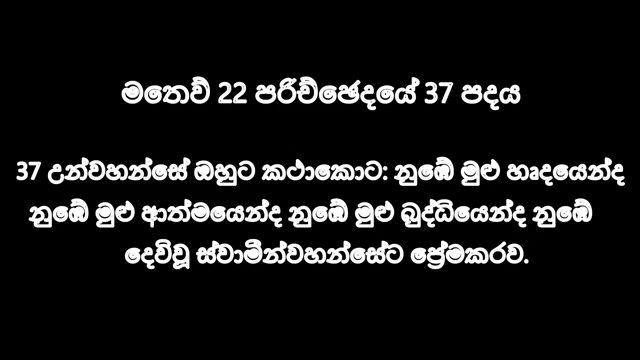 මතෙව් 22 පරිච්ඡෙදයේ 37 පදය
37 උන්වහන්සේ ඔහුට කථාකොට: නුඹේ මුළු හෘදයෙන්ද
නුඹේ මුළු ආත්මයෙන්ද නුඹේ මුළු බුද්ධියෙන්ද නුඹේ
දෙවිවූ ස්වාමීන්වහන්සේට ප්‍රේමකරව.